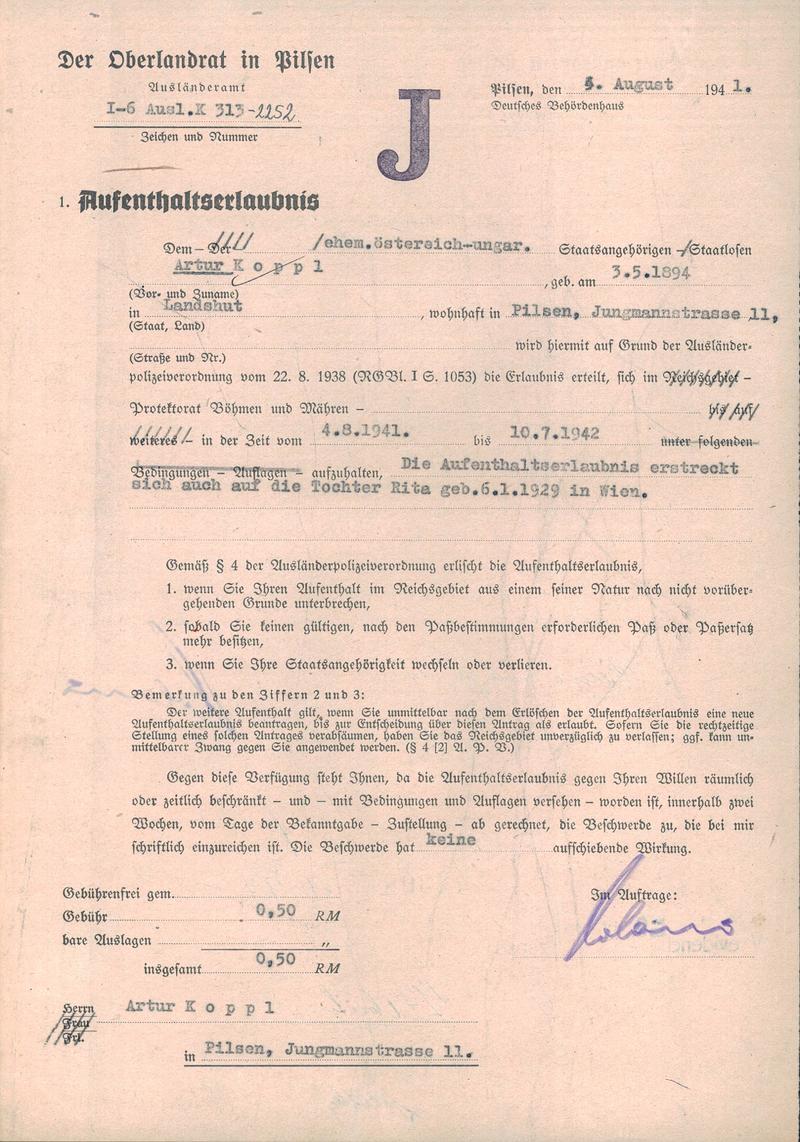 Der Oberlandrat in Pilsen
Ausländeramt
I-6 Ausl.K 313-2252
Zeichen und Nummer
J
Pilsen, den 4. August 1941.
Deutsches Behördenhaus
1. Aufenthaltserlaubnis
Dem – Der /ehem.österreich-ungar. Staatsangehörigen – Staatlosen
Artur Koppl , geb. am 3.5.1894
(Vor- und Zuname)
in Landshut , wohnhaft in Pilsen, Jungmannstrasse 11,
(Staat, Land)
wird hiermit auf Grund der Ausländer-
(Straße und Nr.)
polizeiverordnung vom 22. 8. 1938 (RGBl. I S. 1053) die Erlaubnis erteilt, sich im Reichsgebiet –
Protektorat Böhmen und Mähren – bis auf
weiteres – in der Zeit vom 4.8.1941. bis 10.7.1942 unter folgenden
Bedingungen – Auflagen – aufzuhalten, Die Aufenthaltserlaubnis erstreckt
sich auch auf die Tochter Rita geb.6.1.1929 in Wien.
Gemäß § 4 der Ausländerpolizeiverordnung erlischt die Aufenthaltserlaubnis,
1. wenn Sie Ihren Aufenthalt im Reichsgebiet aus einem seiner Natur nach nicht vorüber-
gehenden Grunde unterbrechen,
2. sobald Sie keinen gültigen, nach den Paßbestimmungen erforderlichen Paß oder Paßersatz
mehr besitzen,
3. wenn Sie Ihre Staatsangehörigkeit wechseln oder verlieren.
Bemerkung zu den Ziffern 2 und 3:
Der weitere Aufenthalt gilt, wenn Sie unmittelbar nach dem Erlöschen der Aufenthaltserlaubnis eine neue
Aufenthaltserlaubnis beantragen, bis zur Entscheidung über diesen Antrag als erlaubt. Sofern Sie die rechtzeitige
Stellung eines solchen Antrages verabsäumen, haben Sie das Reichsgebiet unverzüglich zu verlassen; ggf. kann un-
mittelbarer Zwang gegen Sie angewendet werden. (§ 4 [2] A. P. V.)
Gegen diese Verfügung steht Ihnen, da die Aufenthaltserlaubnis gegen Ihren Willen räumlich
oder zeitlich beschränkt – und – mit Bedingungen und Auflagen versehen – worden ist, innerhalb zwei
Wochen, vom Tage der Bekanntgabe – Zustellung – ab gerechnet, die Beschwerde zu, die bei mir
schriftlich einzureichen ist. Die Beschwerde hat keine aufschiebende Wirkung.
Gebührenfrei gem.
Im Auftrage:
Gebühr 0,50 RM
bare Auslagen „
insgesamt 0,50 RM
Herrn Artur Koppl
Frau
Frl.
in Pilsen, Jungmannstrasse 11.